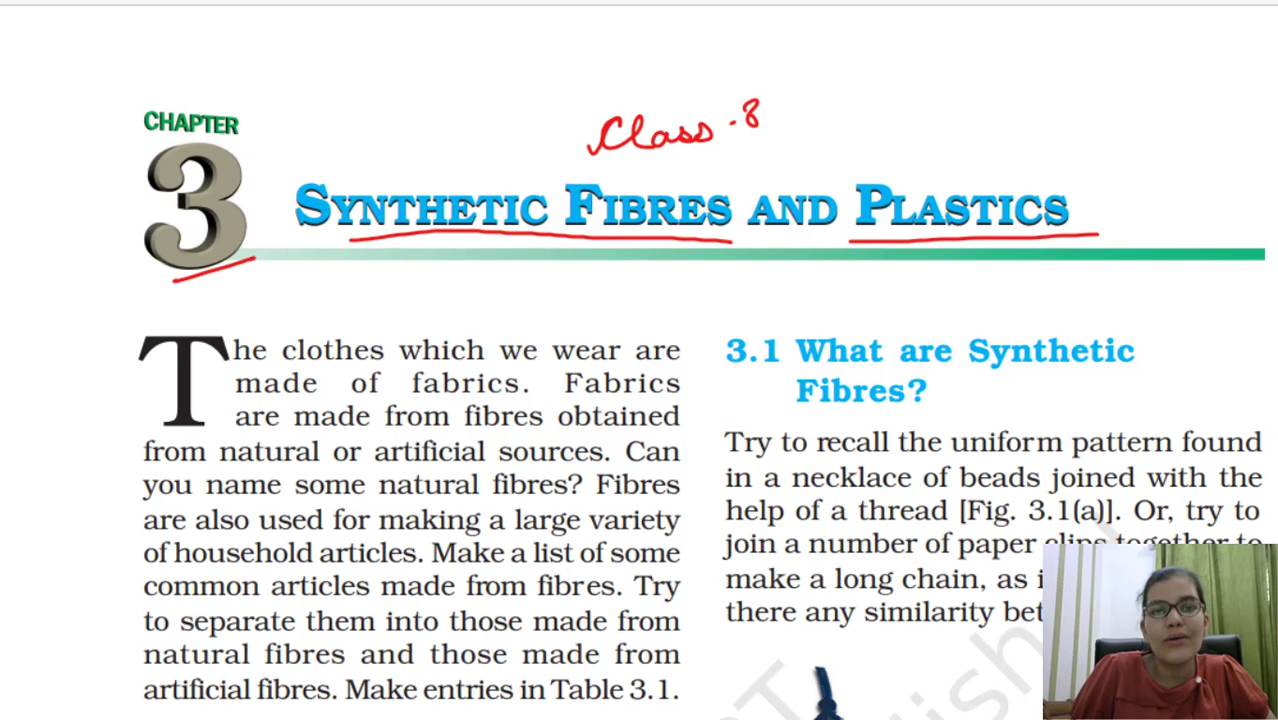 CHAPTER
3
Class-8
SYNTHETIC FIBRES AND PLASTICS
The clothes which we wear are
made of fabrics. Fabrics
are made from fibres obtained
from natural or artificial sources. Can
you name some natural fibres? Fibres
are also used for making a large variety
of household articles. Make a list of some
common articles made from fibres. Try
to separate them into those made from
natural fibres and those made from
artificial fibres. Make entries in Table 3.1.
3.1 What are Synthetic
Fibres?
Try to recall the uniform pattern found
in a necklace of beads joined with the
help of a thread [Fig. 3.1(a)]. Or, try to
join a number of paper clips together to
make a long chain, as i
there any similarity bet